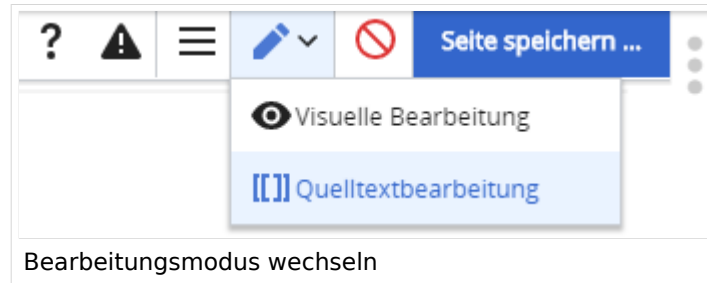 ? Seite speichern ...
Visuelle Bearbeitung
[[]] Quelltextbearbeitung
Bearbeitungsmodus wechseln